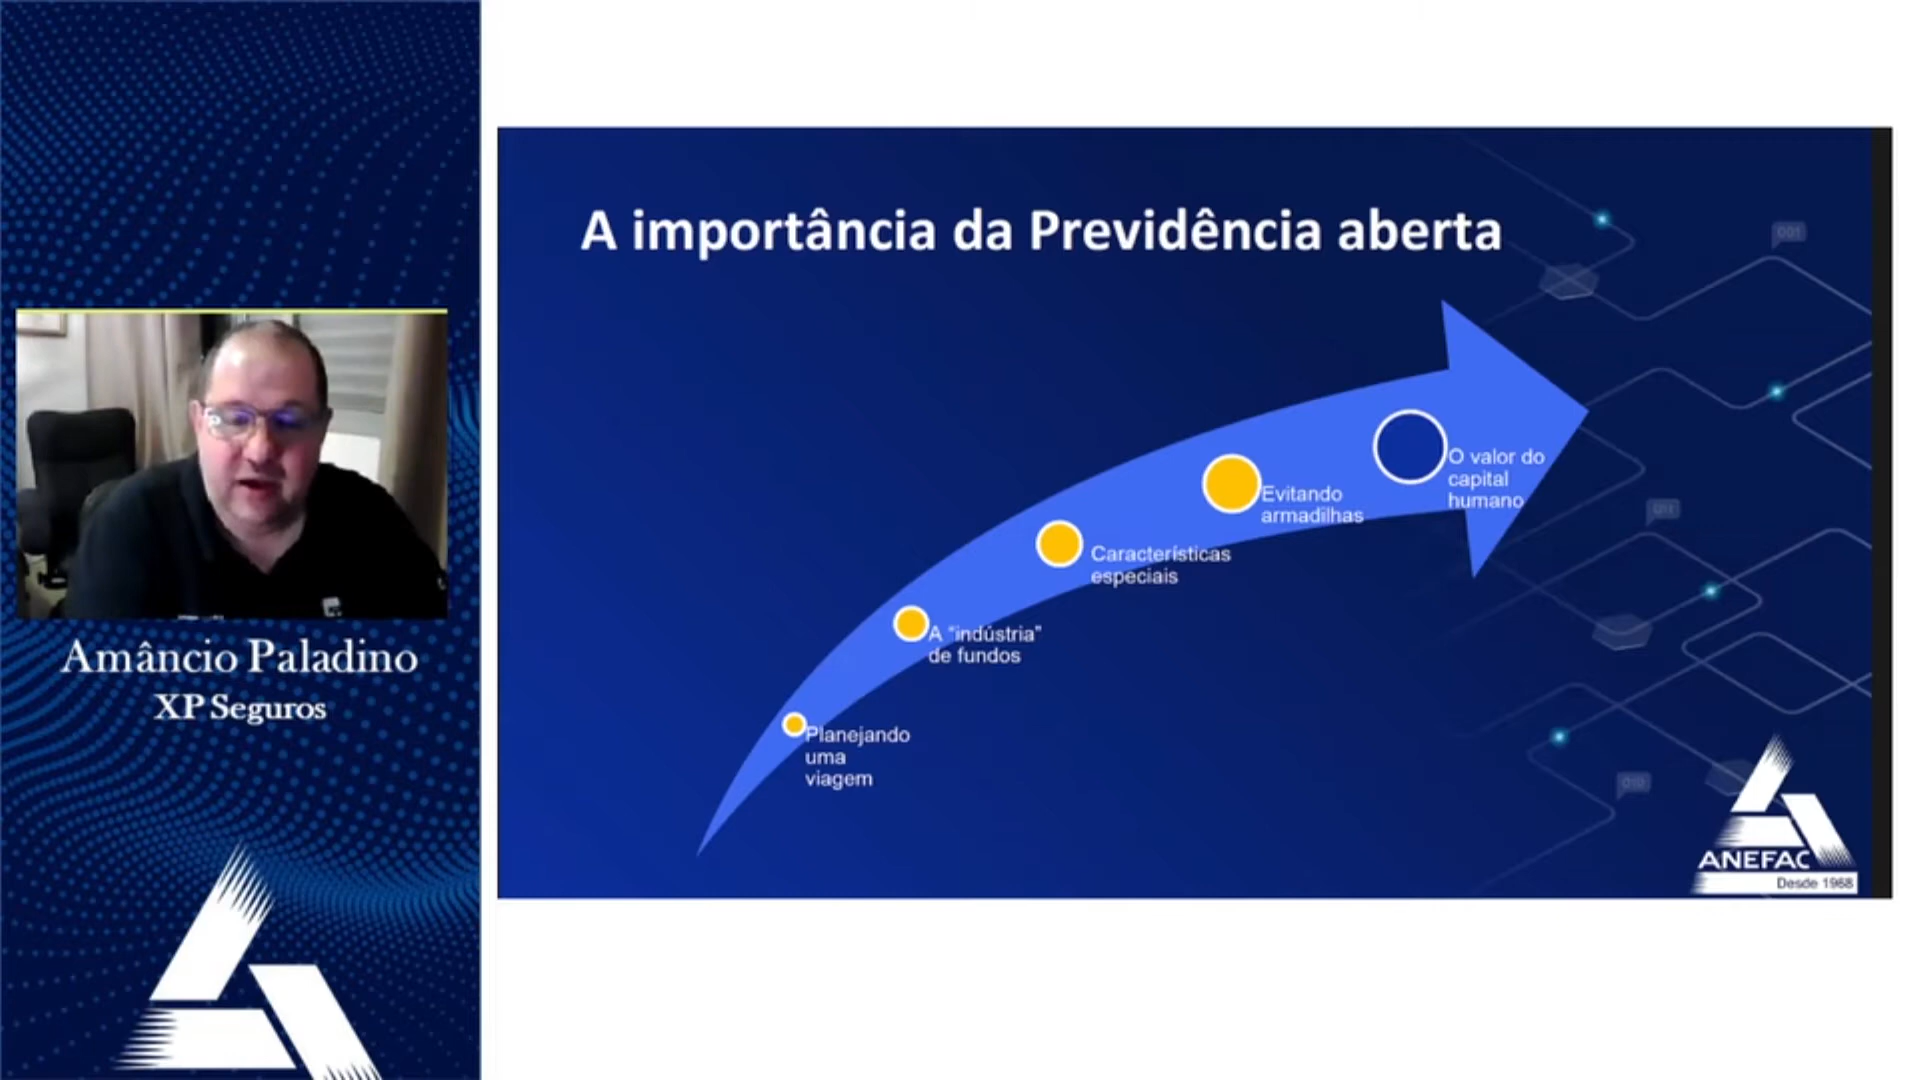 A importância da Previdência aberta
Planejando
uma
viagem
A "indústria"
de fundos
Características
especiais
Evitando
armadilhas
O valor do
capital
humano
Amâncio Paladino
XP Seguros
ANEFAC
Desde 1968
001